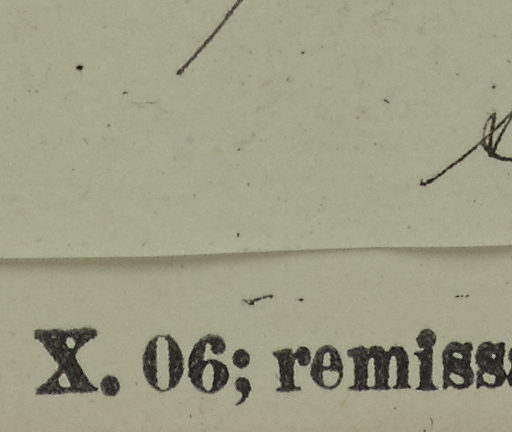 X. 06; remiss